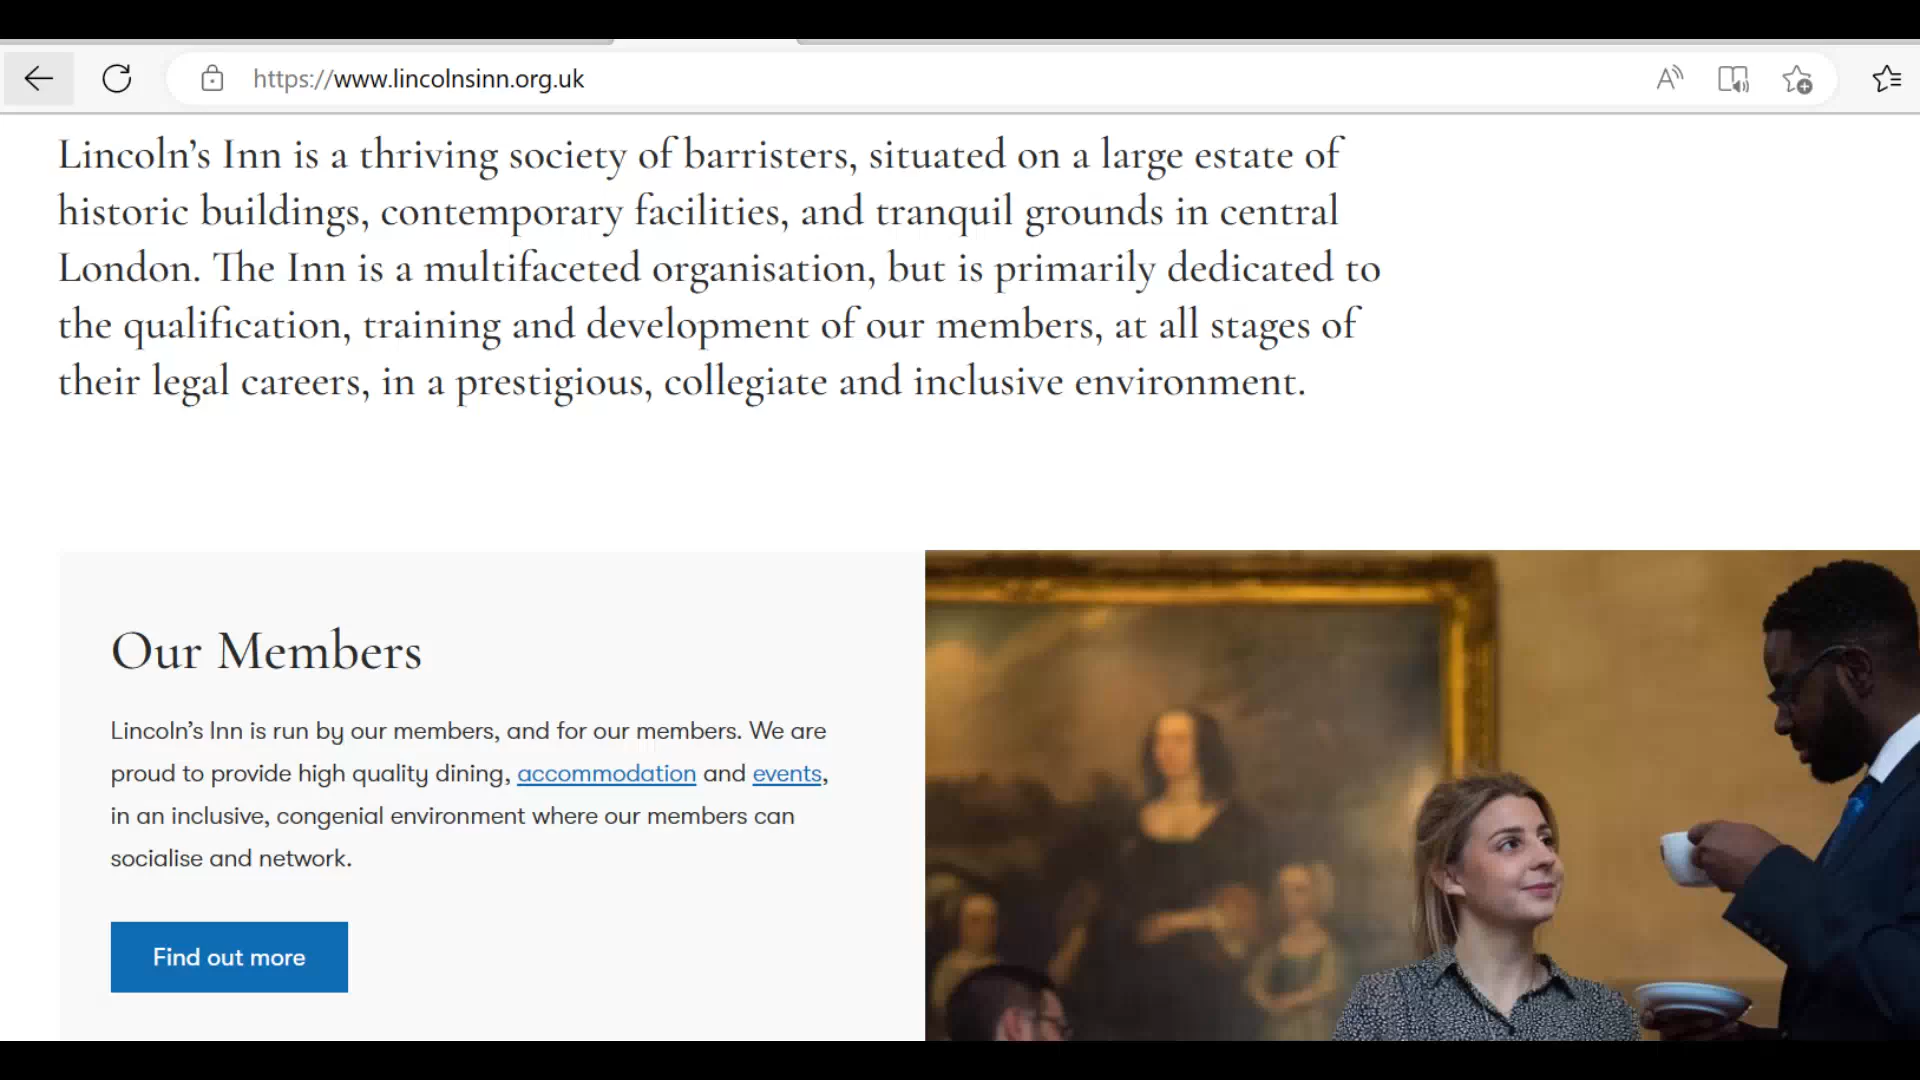 https://www.lincolnsinn.org.uk
Lincoln’s Inn is a thriving society of barristers, situated on a large estate of
historic buildings, contemporary facilities, and tranquil grounds in central
London. The Inn is a multifaceted organisation, but is primarily dedicated to
the qualification, training and development of our members, at all stages of
their legal careers, in a prestigious, collegiate and inclusive environment.
Our Members
Lincoln’s Inn is run by our members, and for our members. We are
proud to provide high quality dining, accommodation and events,
in an inclusive, congenial environment where our members can
socialise and network.
Find out more